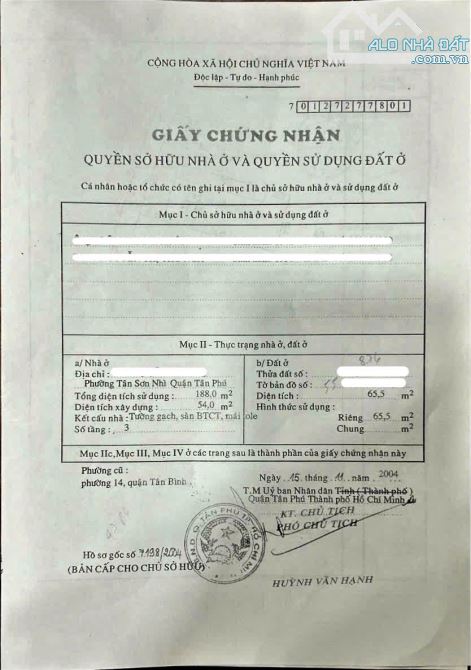 ALO NHÀ ĐẤT
.com.vn
CỘNG HÒA XÃ HỘI CHỦ NGHĨA VIỆT NAM
Độc lập - Tự do - Hạnh phúc
7 0127277801
GIẤY CHỨNG NHẬN
QUYỀN SỞ HỮU NHÀ Ở VÀ QUYỀN SỬ DỤNG ĐẤT Ở
Cá nhân hoặc tổ chức có tên ghi tại mục I là chủ sở hữu nhà ở và sử dụng đất ở
Mục I - Chủ sở hữu nhà ở và sử dụng đất ở
Mục II - Thực trạng nhà ở, đất ở
a/ Nhà ở
Địa chỉ :
Phường Tân Sơn Nhì Quận Tân Phú
Tổng diện tích sử dụng : 188,0 m2
Diện tích xây dựng : 54,0 m2
Kết cấu nhà : Tường gạch, sàn BTCT, mái tole
Số tầng : 3
b/ Đất ở
Thửa đất số :
Tờ bản đồ số :
Diện tích : 65,5 m2
Hình thức sử dụng :
Riêng 65,5 m2
Chung m2
Mục IIc, Mục III, Mục IV ở các trang sau là thành phần của giấy chứng nhận này
Phường cũ :
phường 14, quận Tân Bình
Ngày 15 tháng 11 năm 2004
T.M Uỷ ban Nhân dân Tỉnh (Thành phố)
Quận Tân Phú Thành Phố Hồ Chí Minh
KT. CHỦ TỊCH
PHÓ CHỦ TỊCH
Hồ sơ gốc số 7198/2004
(BẢN CẤP CHO CHỦ SỞ HỮU)
HUỲNH VĂN HẠNH